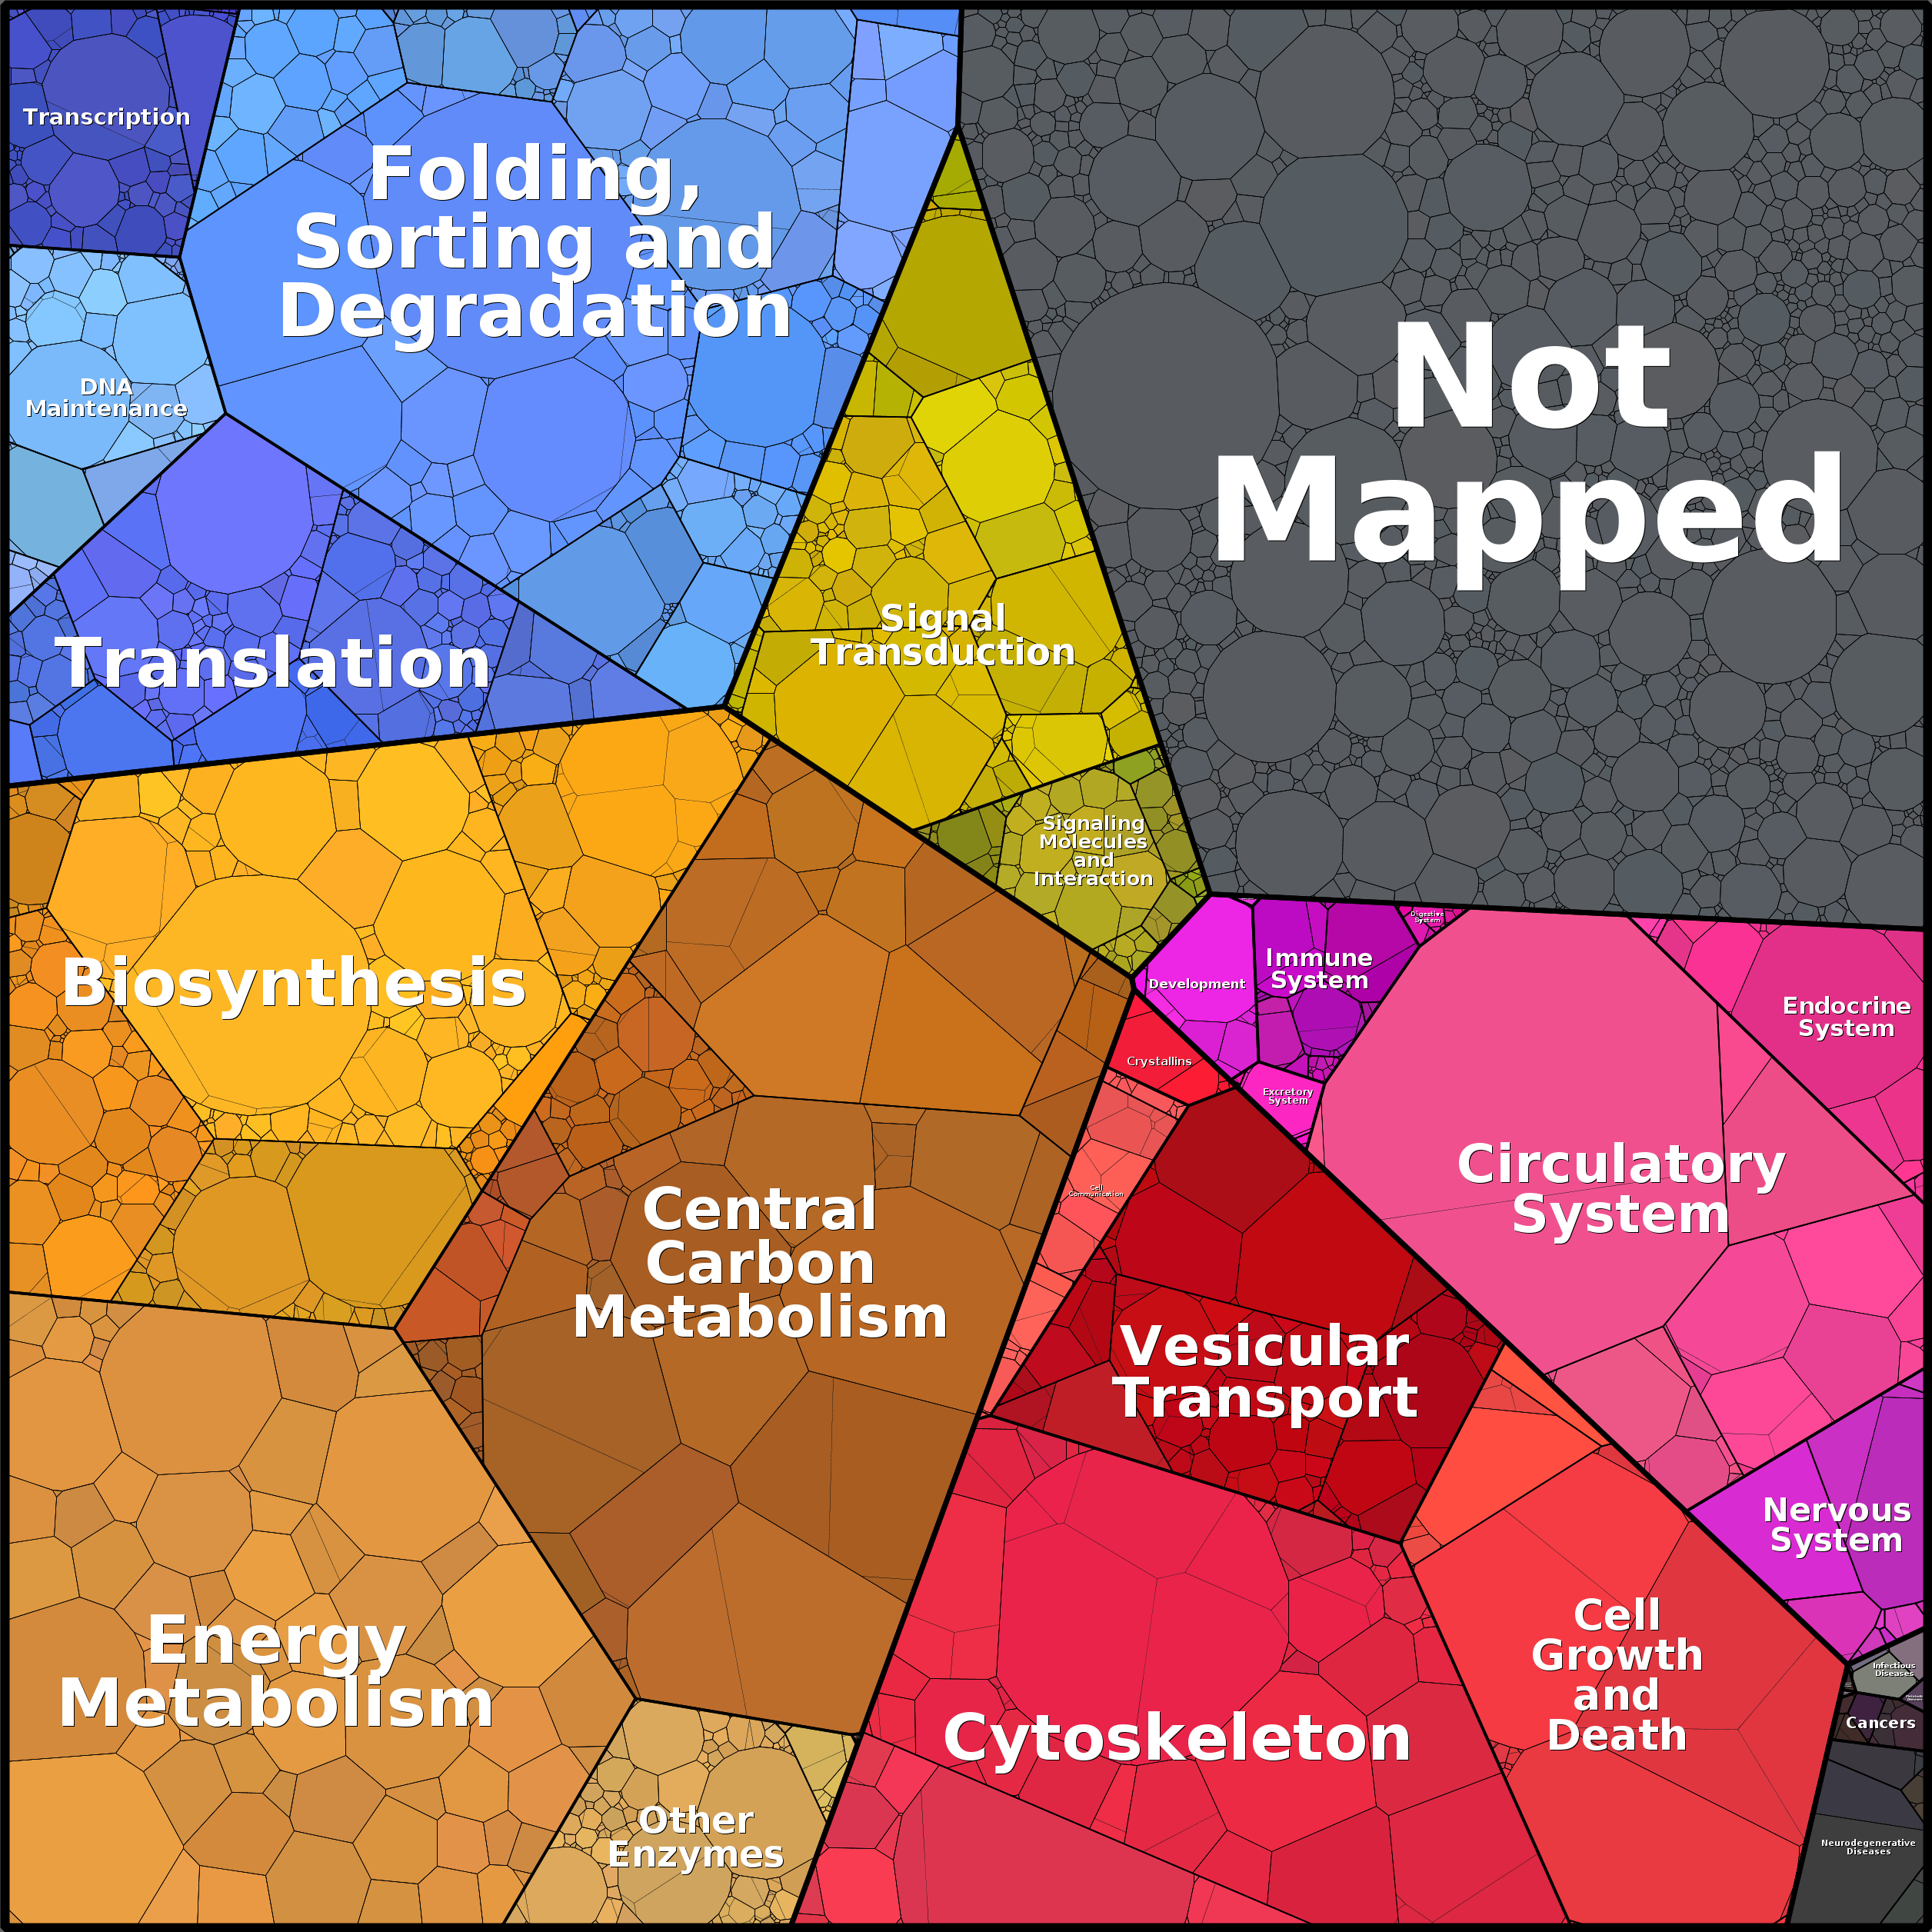 Transcription
Folding,
Sorting and
Degradation
DNA
Maintenance
Translation
Signal
Transduction
Signaling
Molecules
and
Interaction
Not
Mapped
Biosynthesis
Central
Carbon
Metabolism
Energy
Metabolism
Other
Enzymes
Development
Immune
System
Digestive
System
Excretory
System
Endocrine
System
Circulatory
System
Nervous
System
Crystallins
Cell
Communication
Vesicular
Transport
Cytoskeleton
Cell
Growth
and
Death
Infectious
Diseases
Cancers
Neurodegenerative
Diseases